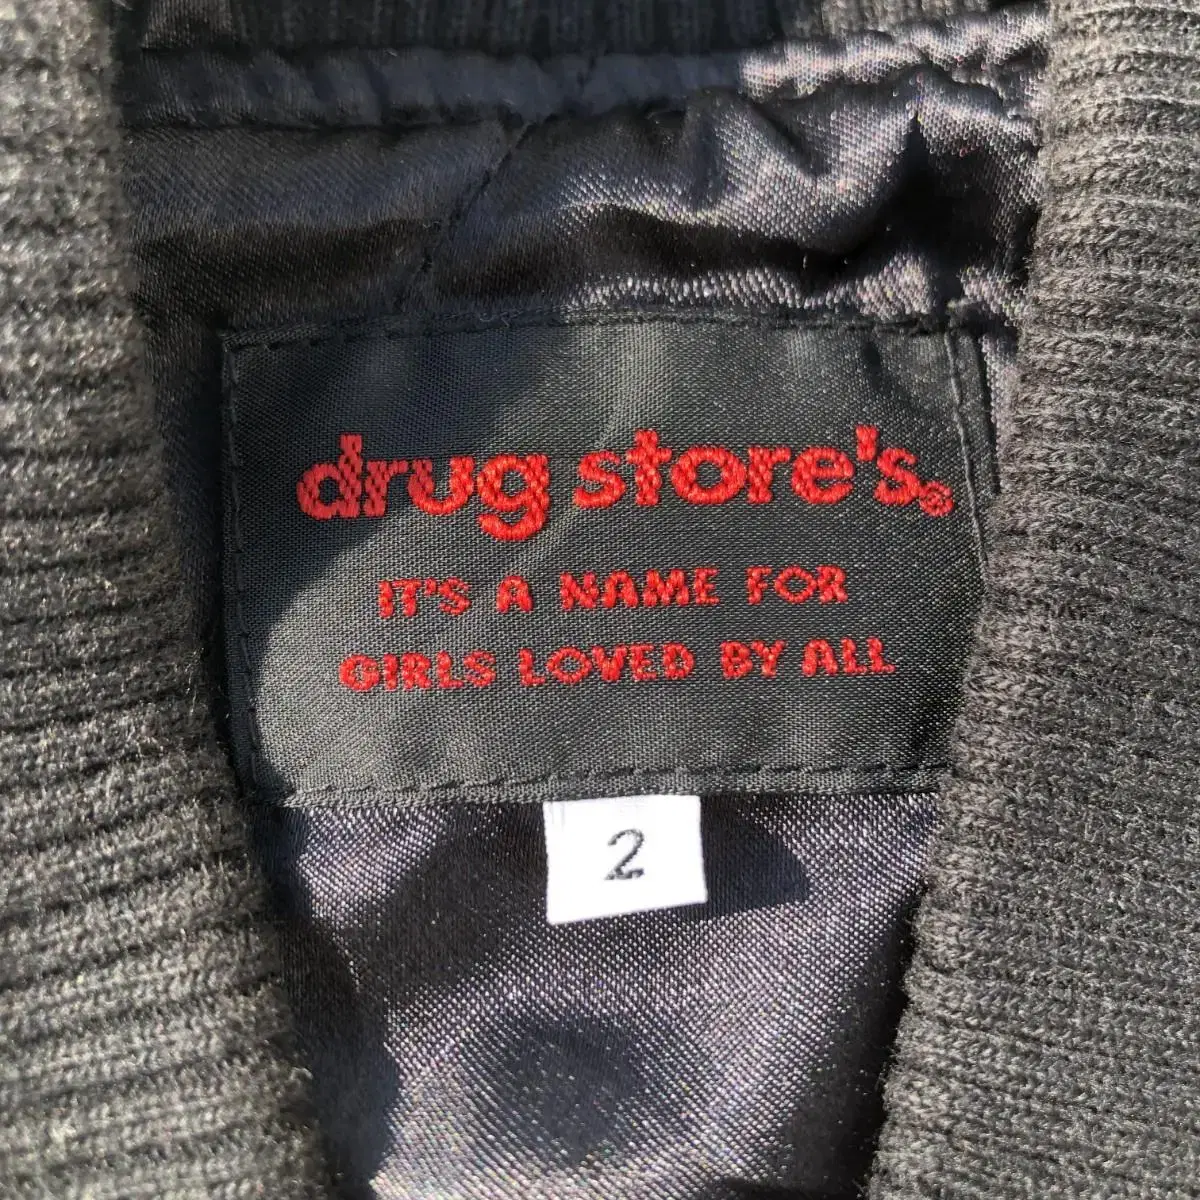 drug store's®
IT'S A NAME FOR
GIRLS LOVED BY ALL
2